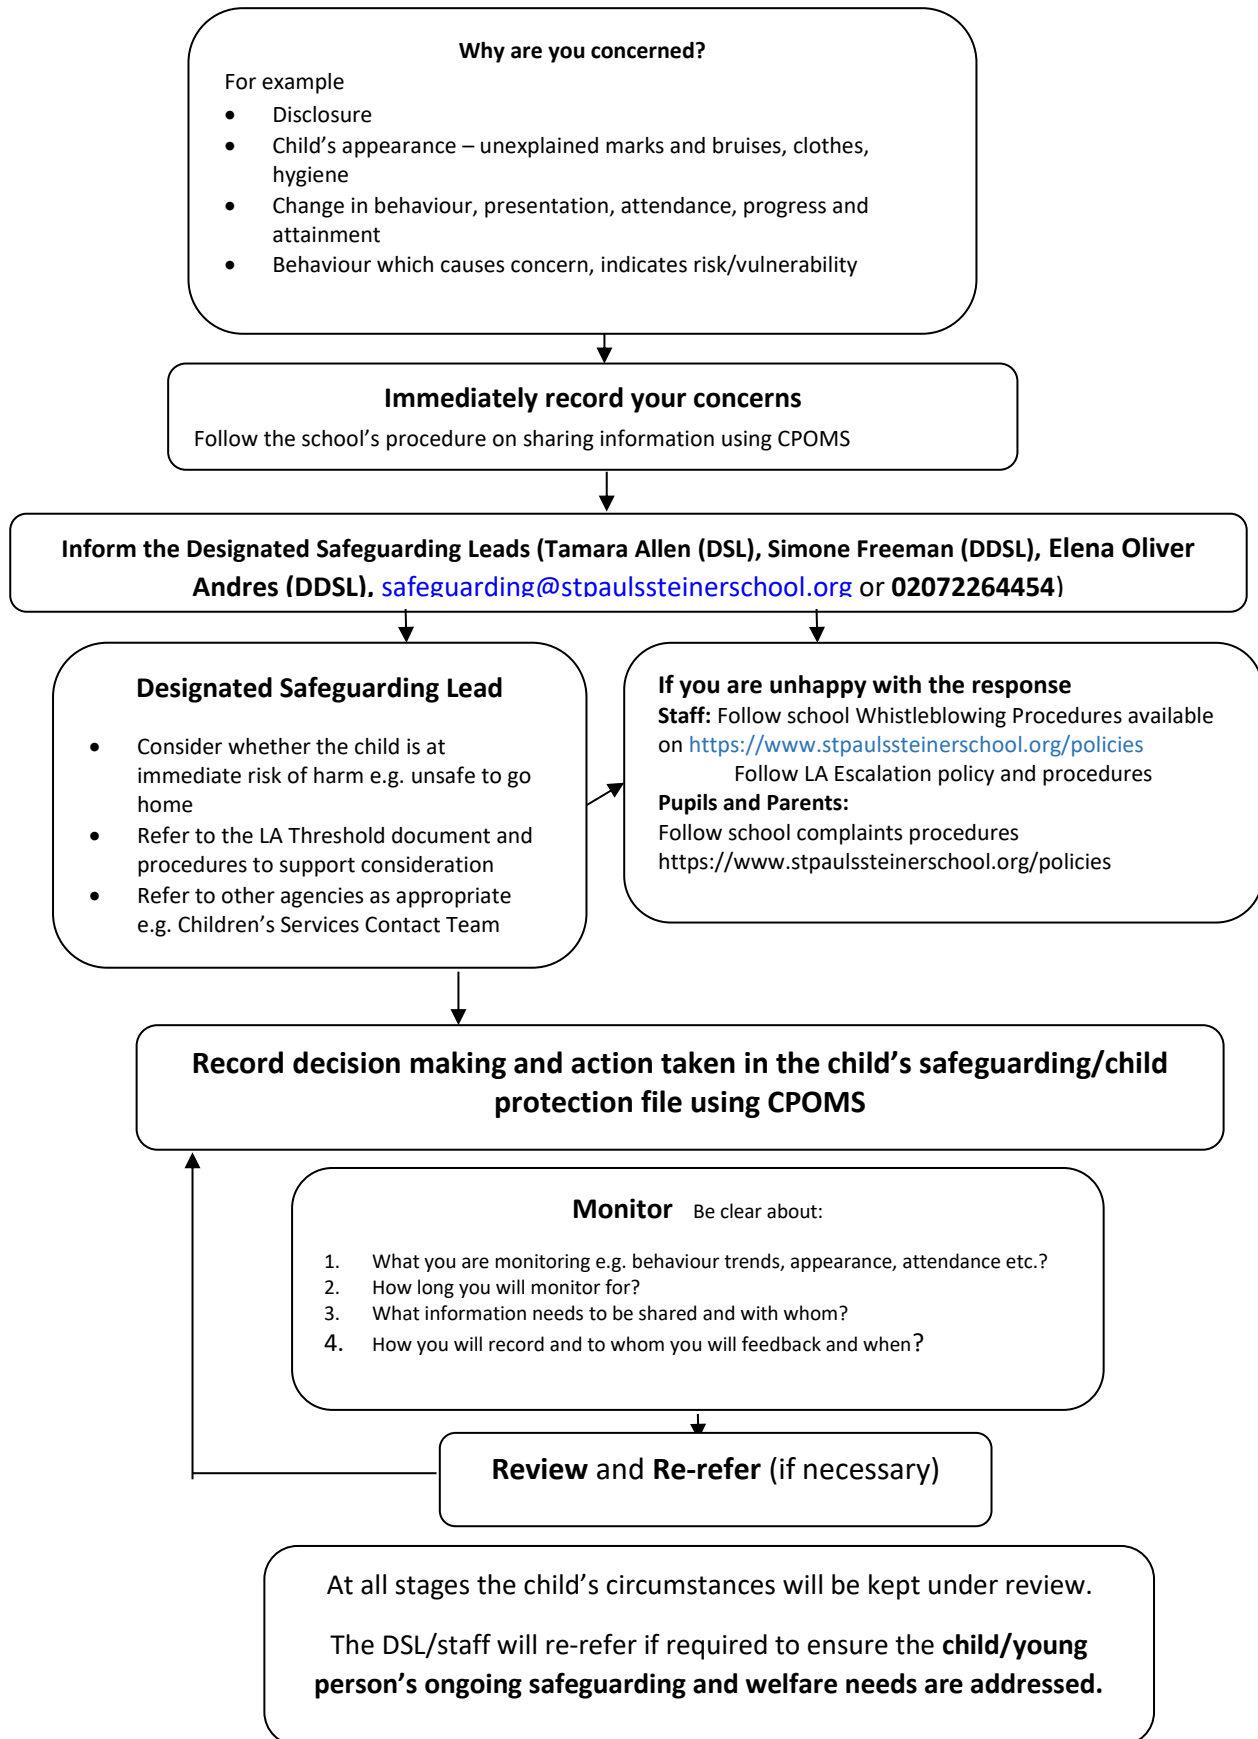 Why are you concerned?
For example
• Disclosure
• Child’s appearance – unexplained marks and bruises, clothes,
hygiene
• Change in behaviour, presentation, attendance, progress and
attainment
• Behaviour which causes concern, indicates risk/vulnerability
Immediately record your concerns
Follow the school’s procedure on sharing information using CPOMS
Inform the Designated Safeguarding Leads (Tamara Allen (DSL), Simone Freeman (DDSL), Elena Oliver
Andres (DDSL), safeguarding@stpaulssteinerschool.org or 02072264454)
Designated Safeguarding Lead
• Consider whether the child is at
immediate risk of harm e.g. unsafe to go
home
• Refer to the LA Threshold document and
procedures to support consideration
• Refer to other agencies as appropriate
e.g. Children’s Services Contact Team
If you are unhappy with the response
Staff: Follow school Whistleblowing Procedures available
on https://www.stpaulssteinerschool.org/policies
Follow LA Escalation policy and procedures
Pupils and Parents:
Follow school complaints procedures
https://www.stpaulssteinerschool.org/policies
Record decision making and action taken in the child’s safeguarding/child
protection file using CPOMS
Monitor Be clear about:
1. What you are monitoring e.g. behaviour trends, appearance, attendance etc.?
2. How long you will monitor for?
3. What information needs to be shared and with whom?
4. How you will record and to whom you will feedback and when?
Review and Re-refer (if necessary)
At all stages the child’s circumstances will be kept under review.
The DSL/staff will re-refer if required to ensure the child/young
person’s ongoing safeguarding and welfare needs are addressed.